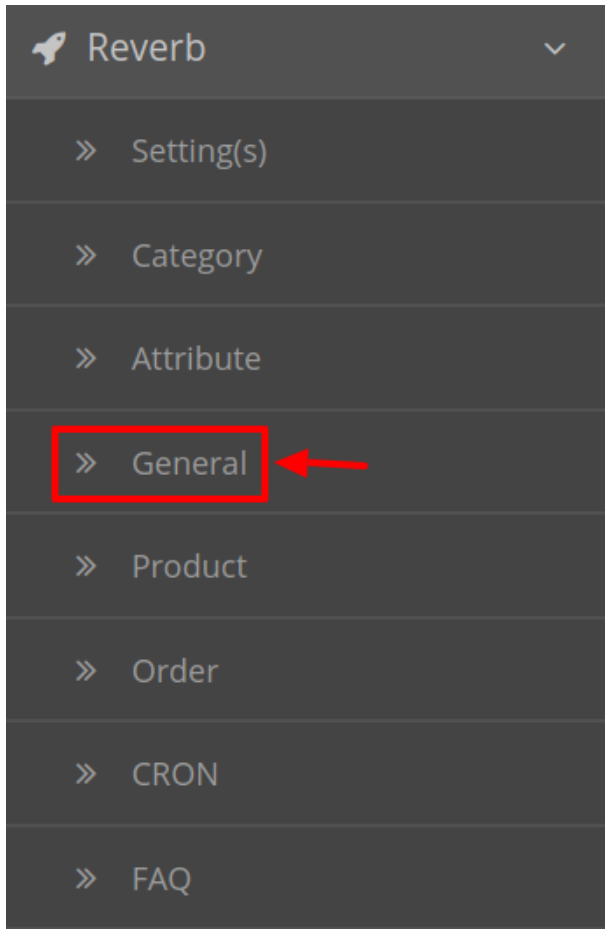 Reverb
Setting(s)
Category
Attribute
General
Product
Order
CRON
FAQ